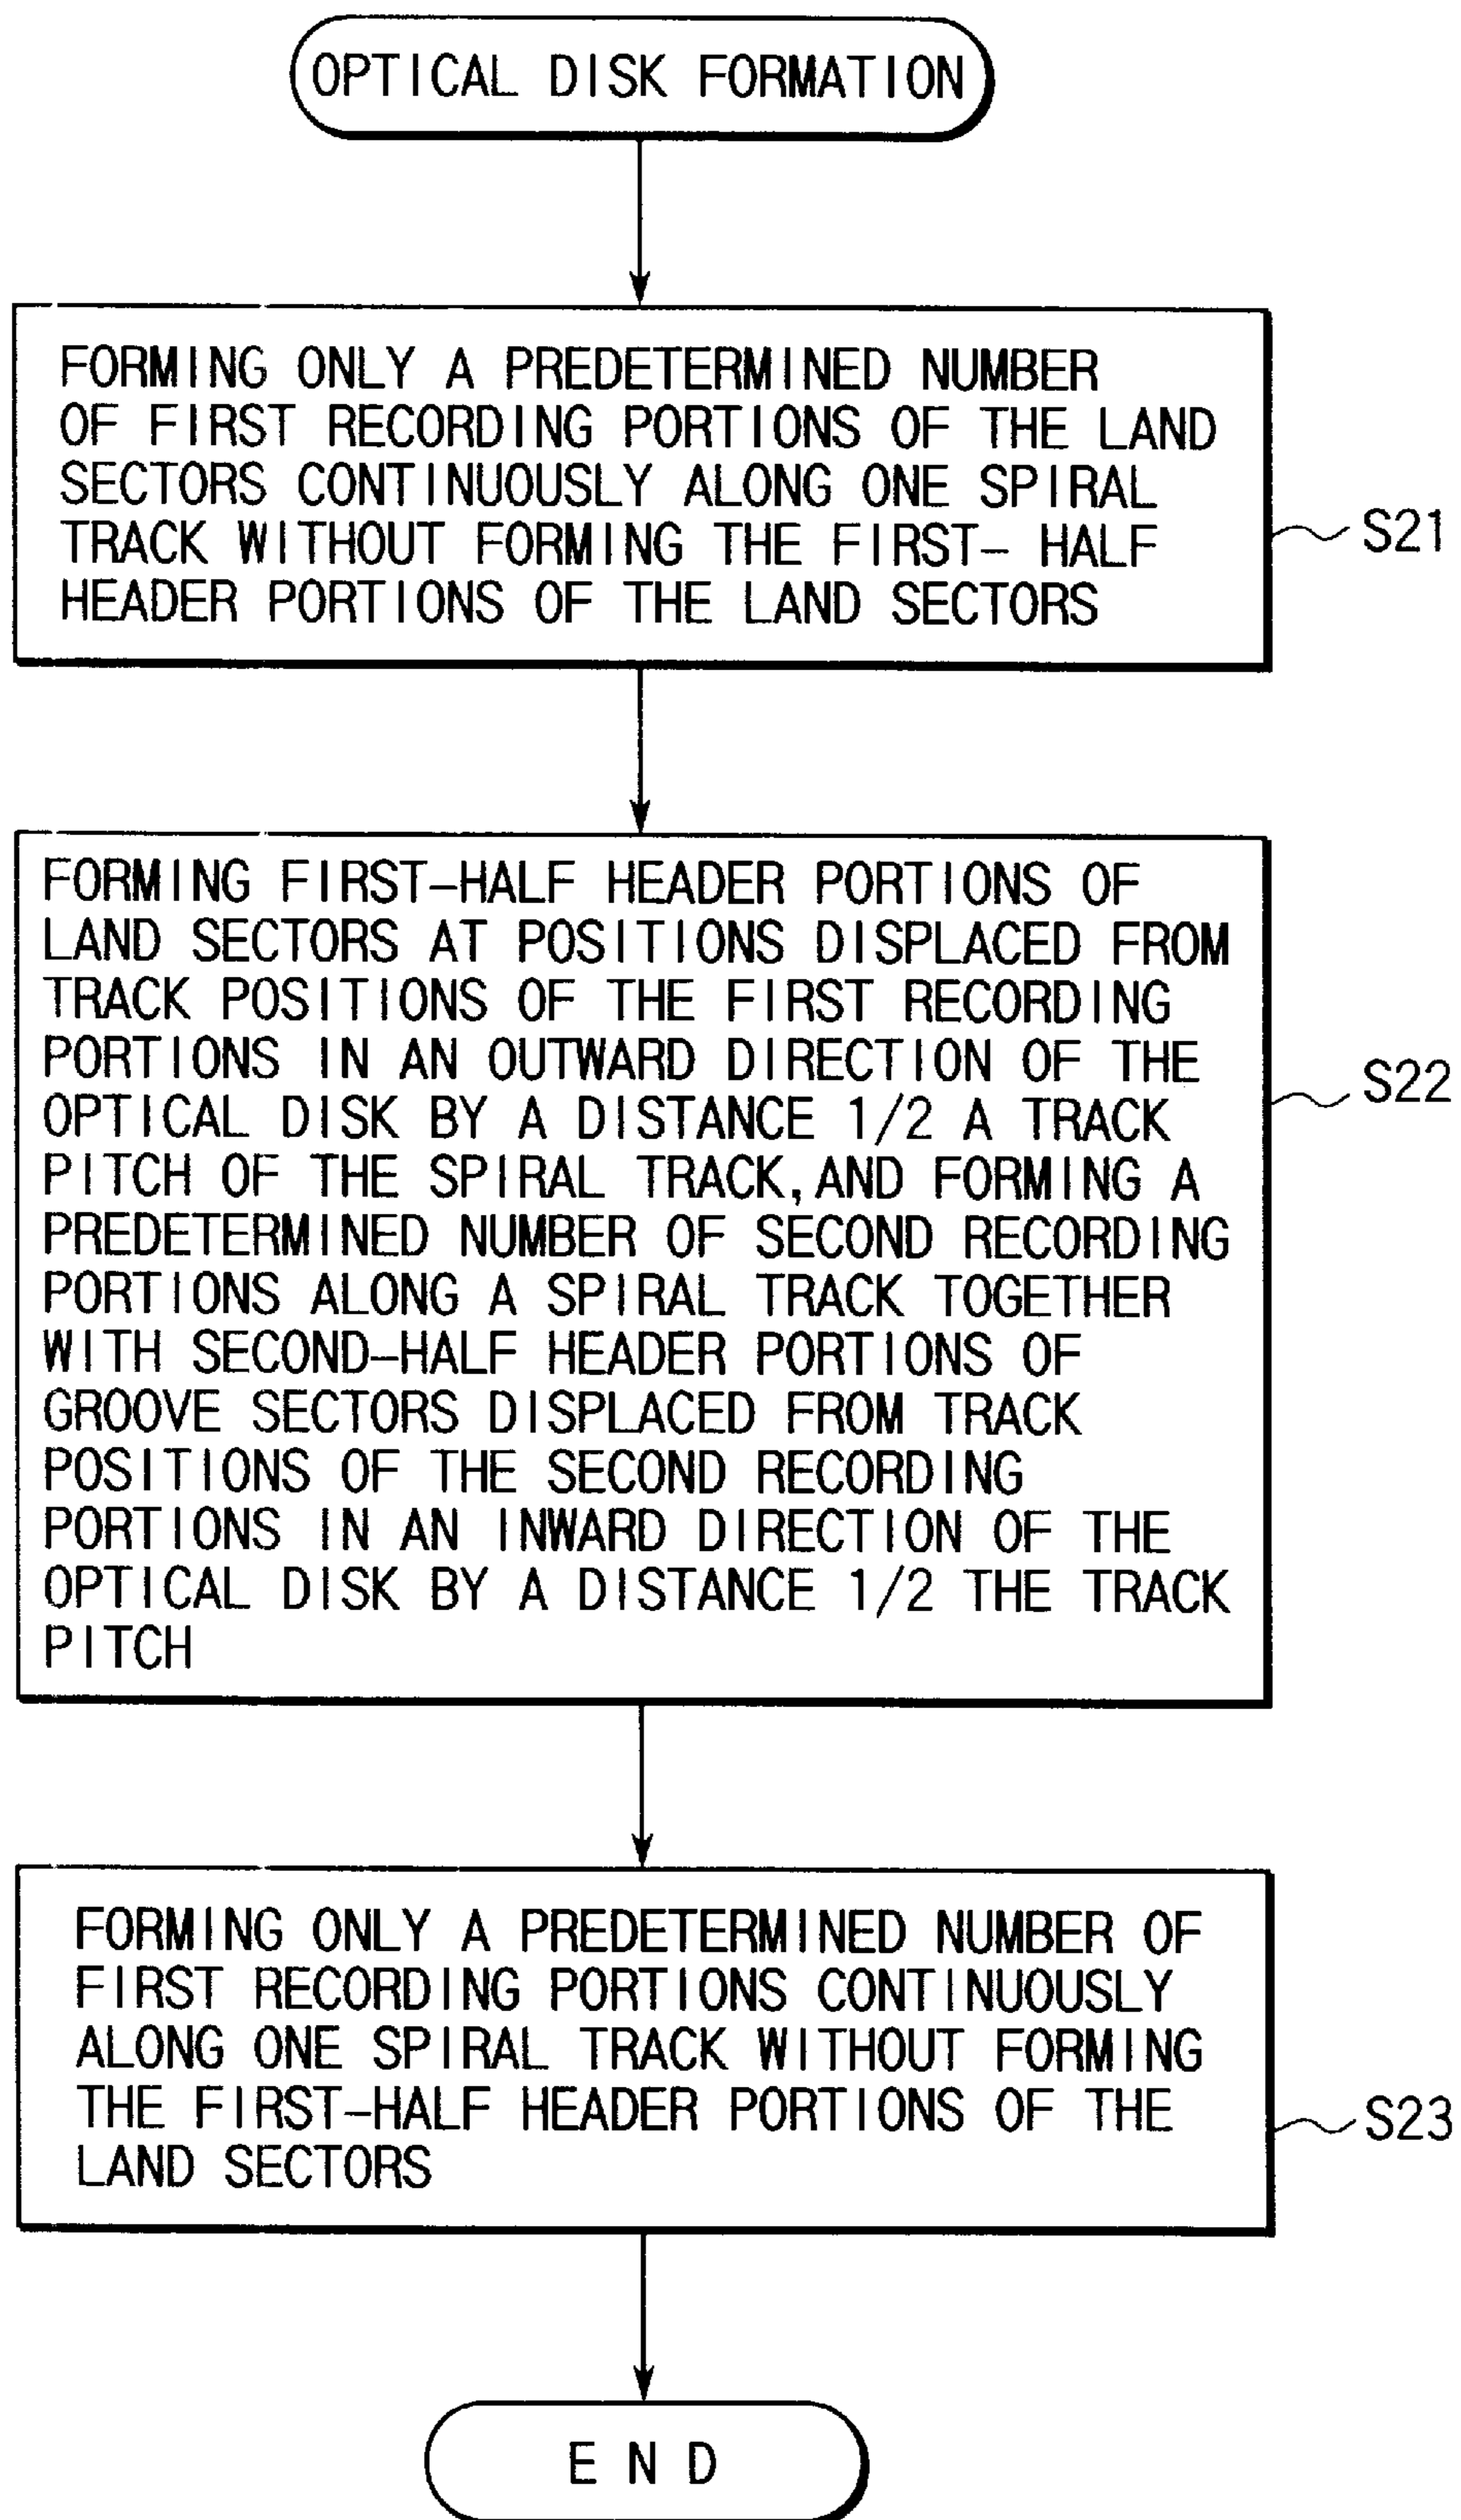 OPTICAL DISK FORMATION
FORMING ONLY A PREDETERMINED NUMBER
OF FIRST RECORDING PORTIONS OF THE LAND
SECTORS CONTINUOUSLY ALONG ONE SPIRAL
TRACK WITHOUT FORMING THE FIRST- HALF
HEADER PORTIONS OF THE LAND SECTORS
S21
FORMING FIRST-HALF HEADER PORTIONS OF
LAND SECTORS AT POSITIONS DISPLACED FROM
TRACK POSITIONS OF THE FIRST RECORDING
PORTIONS IN AN OUTWARD DIRECTION OF THE
OPTICAL DISK BY A DISTANCE 1/2 A TRACK
PITCH OF THE SPIRAL TRACK, AND FORMING A
PREDETERMINED NUMBER OF SECOND RECORDING
PORTIONS ALONG A SPIRAL TRACK TOGETHER
WITH SECOND-HALF HEADER PORTIONS OF
GROOVE SECTORS DISPLACED FROM TRACK
POSITIONS OF THE SECOND RECORDING
PORTIONS IN AN INWARD DIRECTION OF THE
OPTICAL DISK BY A DISTANCE 1/2 THE TRACK
PITCH
S22
FORMING ONLY A PREDETERMINED NUMBER OF
FIRST RECORDING PORTIONS CONTINUOUSLY
ALONG ONE SPIRAL TRACK WITHOUT FORMING
THE FIRST-HALF HEADER PORTIONS OF THE
LAND SECTORS
S23
END